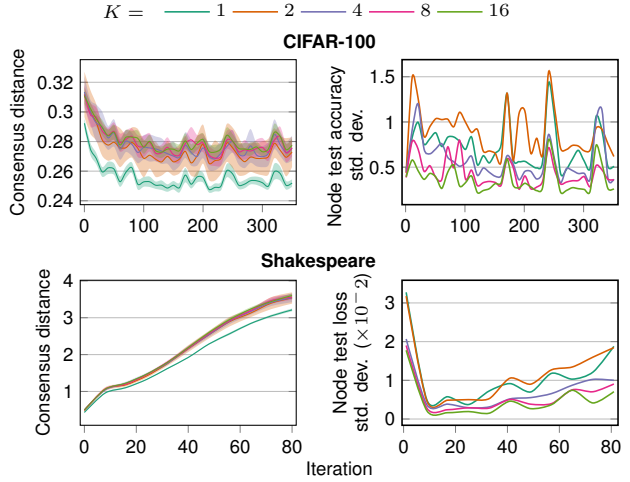 K = 1 2 4 8 16
CIFAR-100
Consensus distance
0.32
0.3
0.28
0.26
0.24
0 100 200 300
Node test accuracy
std. dev.
1.5
1
0.5
0 100 200 300
Shakespeare
Consensus distance
4
3
2
1
0 20 40 60 80
Node test loss
std. dev. (×10−2)
3
2
1
0
0 20 40 60 80
Iteration